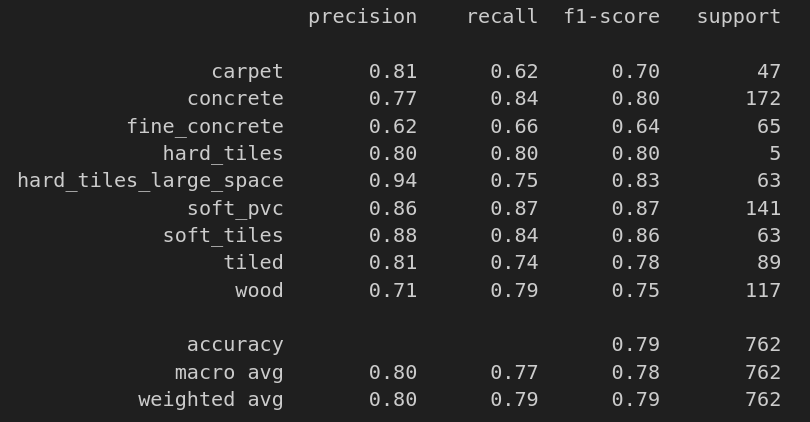 precision recall f1-score support
carpet 0.81 0.62 0.70 47
concrete 0.77 0.84 0.80 172
fine_concrete 0.62 0.66 0.64 65
hard_tiles 0.80 0.80 0.80 5
hard_tiles_large_space 0.94 0.75 0.83 63
soft_pvc 0.86 0.87 0.87 141
soft_tiles 0.88 0.84 0.86 63
tiled 0.81 0.74 0.78 89
wood 0.71 0.79 0.75 117
accuracy 0.79 762
macro avg 0.80 0.77 0.78 762
weighted avg 0.80 0.79 0.79 762